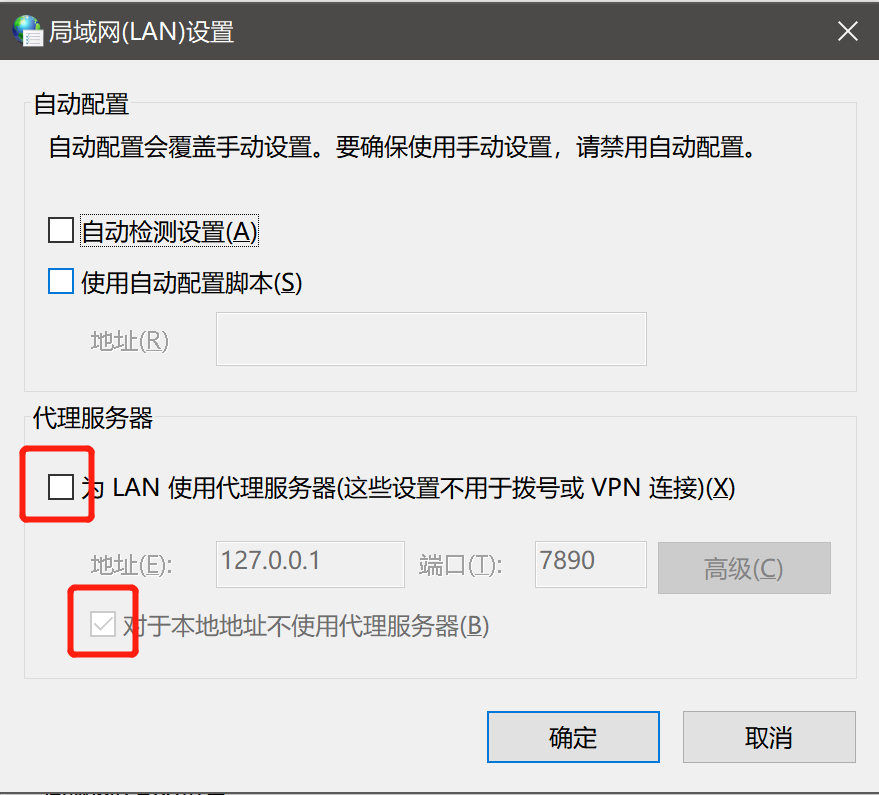 局域网(LAN)设置
自动配置
自动配置会覆盖手动设置。要确保使用手动设置，请禁用自动配置。
自动检测设置(A)
使用自动配置脚本(S)
地址(R)
代理服务器
为 LAN 使用代理服务器(这些设置不用于拨号或 VPN 连接)(X)
地址(E): 127.0.0.1 端口(T): 7890 高级(C)
对于本地地址不使用代理服务器(B)
确定 取消